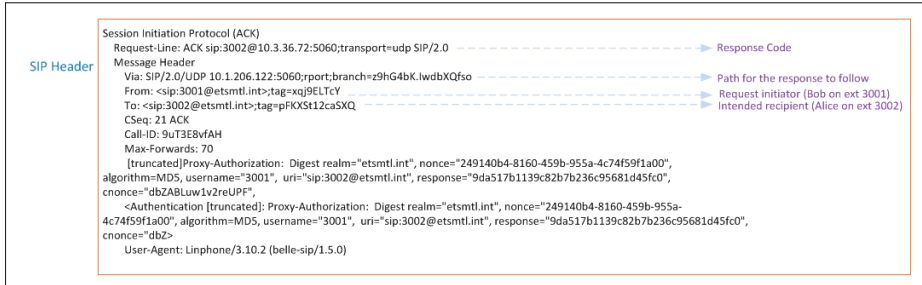 Session Initiation Protocol (ACK)
Request-Line: ACK sip:3002@10.3.36.72:5060;transport=udp SIP/2.0 Response Code
SIP Header Message Header
Via: SIP/2.0/UDP 10.1.206.122:5060;rport;branch=z9hG4bK.IwdbXQfso Path for the response to follow
From: <sip:3001@etsmtl.int>;tag=xqj9ELTcY Request initiator (Bob on ext 3001)
To: <sip:3002@etsmtl.int>;tag=pFKXSt12caSXQ Intended recipient (Alice on ext 3002)
CSeq: 21 ACK
Call-ID: 9uT3E8vfAH
Max-Forwards: 70
[truncated]Proxy-Authorization: Digest realm="etsmtl.int", nonce="249140b4-8160-459b-955a-4c74f59f1a00",
algorithm=MD5, username="3001", uri="sip:3002@etsmtl.int", response="9da517b1139c82b7b236c95681d45fc0",
cnonce="dbZABLuw1v2reUPF",
<Authentication [truncated]: Proxy-Authorization: Digest realm="etsmtl.int", nonce="249140b4-8160-459b-955a-
4c74f59f1a00", algorithm=MD5, username="3001", uri="sip:3002@etsmtl.int", response="9da517b1139c82b7b236c95681d45fc0",
cnonce="dbZ>
User-Agent: Linphone/3.10.2 (belle-sip/1.5.0)